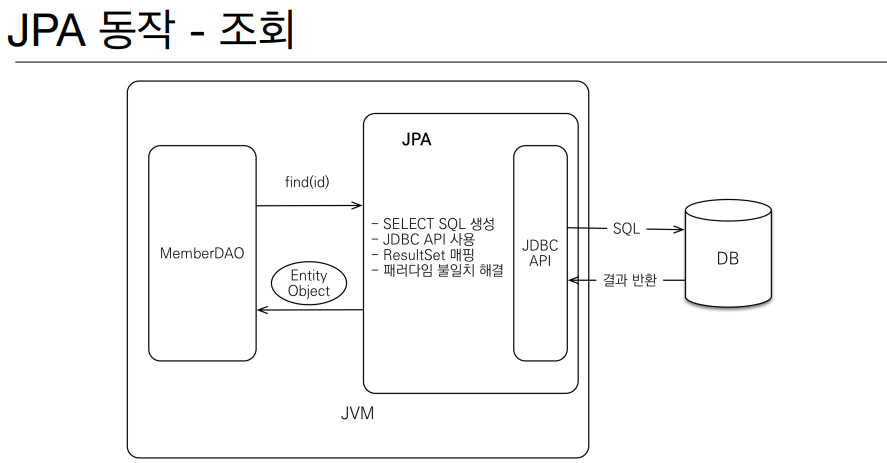 JPA 동작 - 조회
JPA
find(id)
- SELECT SQL 생성
- JDBC API 사용
- ResultSet 매핑
- 패러다임 불일치 해결
MemberDAO
Entity
Object
JDBC
API
SQL
결과 반환
DB
JVM